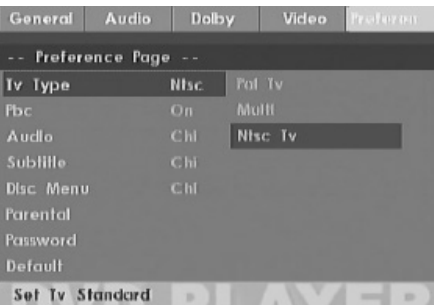 General Audio Dolby Video Preferen
-- Preference Page --
Tv Type Ntsc Pal Tv
Pbc On Multi
Audio Chi Ntsc Tv
Subtitle Chi
Disc Menu Chi
Parental
Password
Default
Set Tv Standard
PLAYER